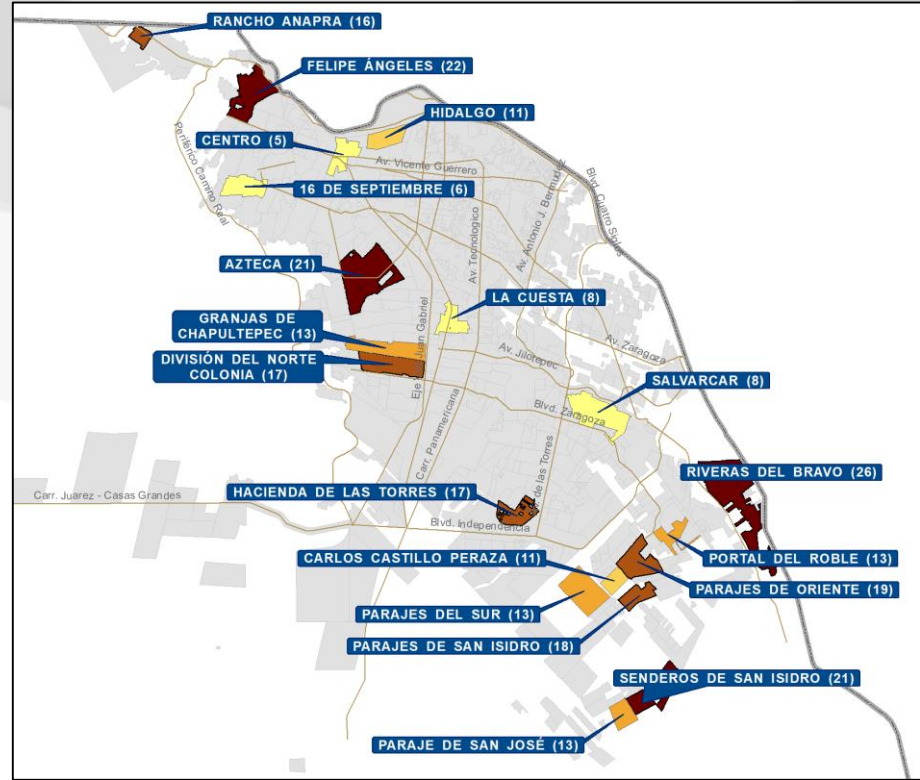 RANCHO ANAPRA (16)
FELIPE ÁNGELES (22)
HIDALGO (11)
CENTRO (5)
Av. Vicente Guerrero
Periférico Camino Real
16 DE SEPTIEMBRE (6)
Av. Antonio J. Bermudez
Blvd. Cuatro Siglos
Av. Tecnologico
AZTECA (21)
LA CUESTA (8)
GRANJAS DE
CHAPULTEPEC (13)
Eje Juan Gabriel
Av. Jilotepec
Av. Zaragoza
DIVISIÓN DEL NORTE
COLONIA (17)
SALVARCAR (8)
Blvd. Zaragoza
Carr. Panamericana
de las Torres
RIVERAS DEL BRAVO (26)
HACIENDA DE LAS TORRES (17)
Carr. Juarez - Casas Grandes
Blvd. Independencia
CARLOS CASTILLO PERAZA (11)
PORTAL DEL ROBLE (13)
PARAJES DE ORIENTE (19)
PARAJES DEL SUR (13)
PARAJES DE SAN ISIDRO (18)
SENDEROS DE SAN ISIDRO (21)
PARAJE DE SAN JOSÉ (13)